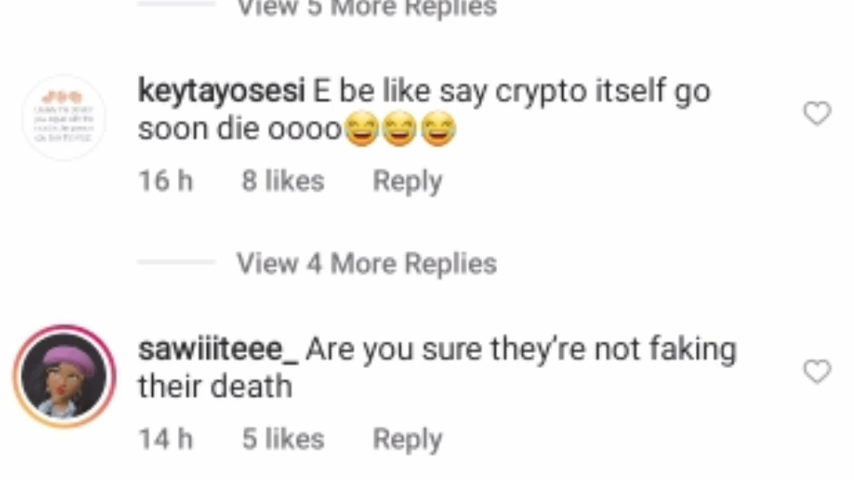 View 5 More Replies
keytayosesi E be like say crypto itself go
soon die oooo😂😂😂
16 h 8 likes Reply
View 4 More Replies
sawiiiteee_ Are you sure they're not faking
their death
14 h 5 likes Reply